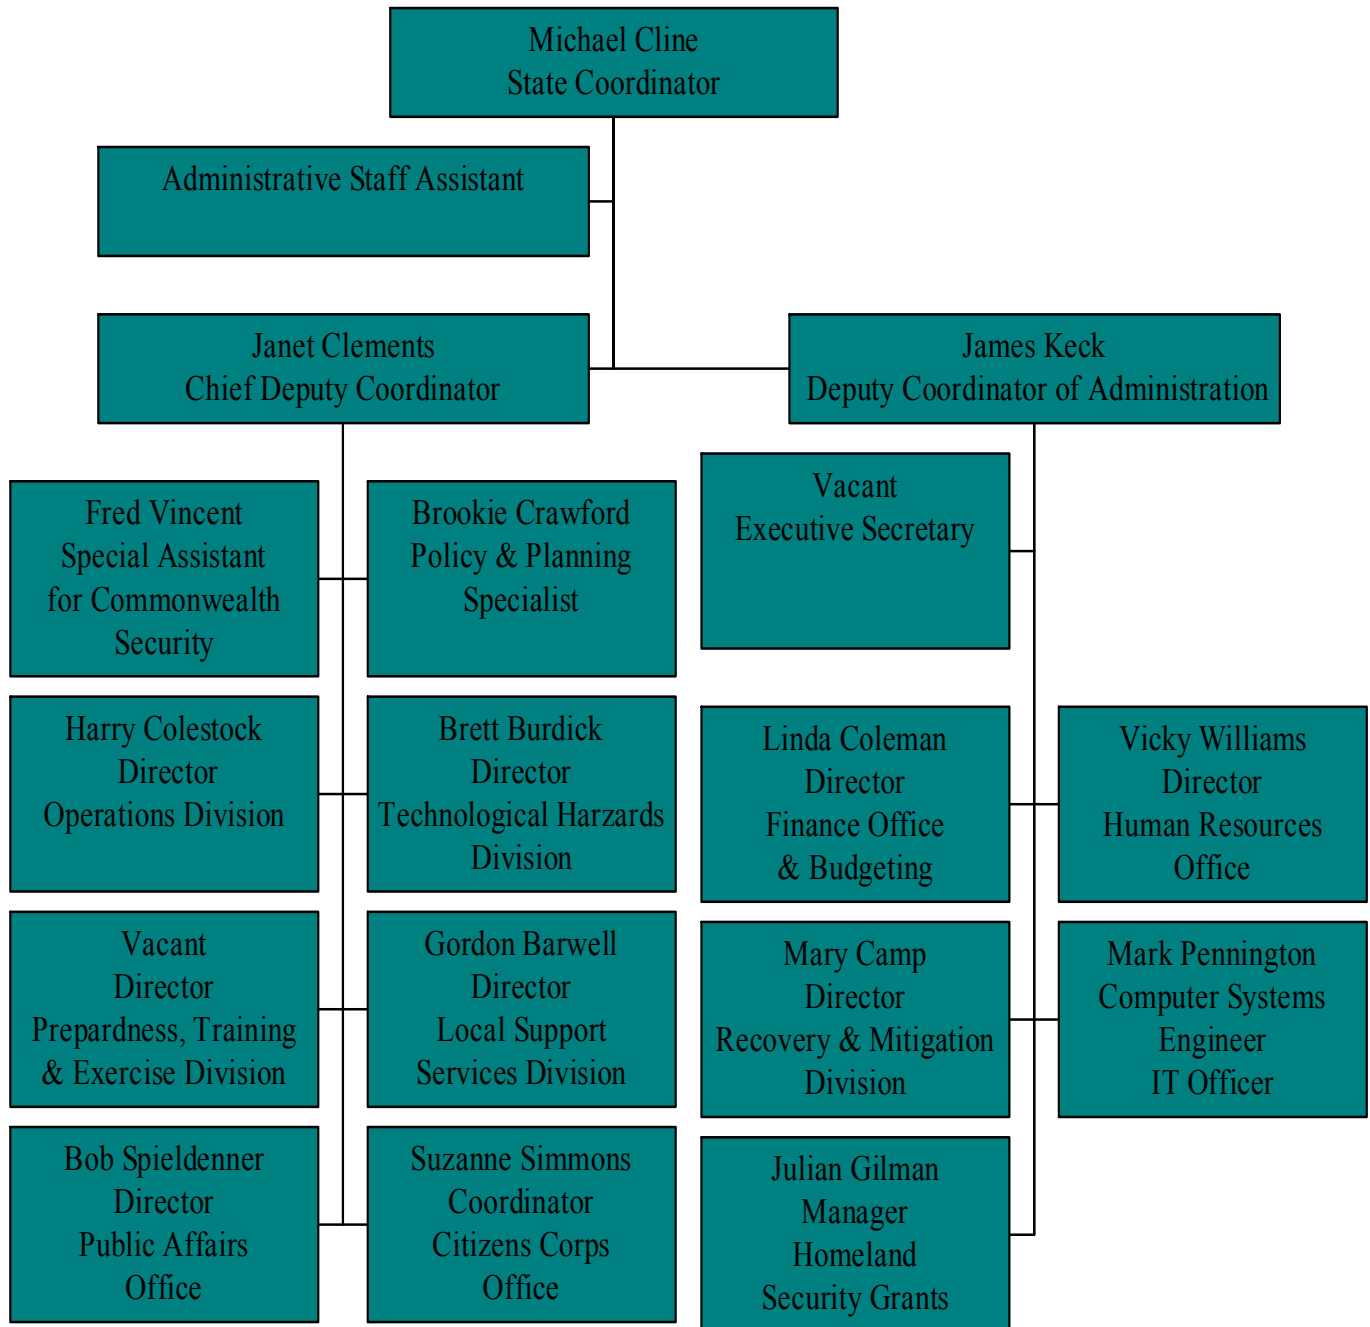 Michael Cline
State Coordinator
Administrative Staff Assistant
Janet Clements
Chief Deputy Coordinator
James Keck
Deputy Coordinator of Administration
Fred Vincent
Special Assistant
for Commonwealth
Security
Brookie Crawford
Policy & Planning
Specialist
Vacant
Executive Secretary
Harry Colestock
Director
Operations Division
Brett Burdick
Director
Technological Harzards
Division
Linda Coleman
Director
Finance Office
& Budgeting
Vicky Williams
Director
Human Resources
Office
Vacant
Director
Prepardness, Training
& Exercise Division
Gordon Barwell
Director
Local Support
Services Division
Mary Camp
Director
Recovery & Mitigation
Division
Mark Pennington
Computer Systems
Engineer
IT Officer
Bob Spieldenner
Director
Public Affairs
Office
Suzanne Simmons
Coordinator
Citizens Corps
Office
Julian Gilman
Manager
Homeland
Security Grants